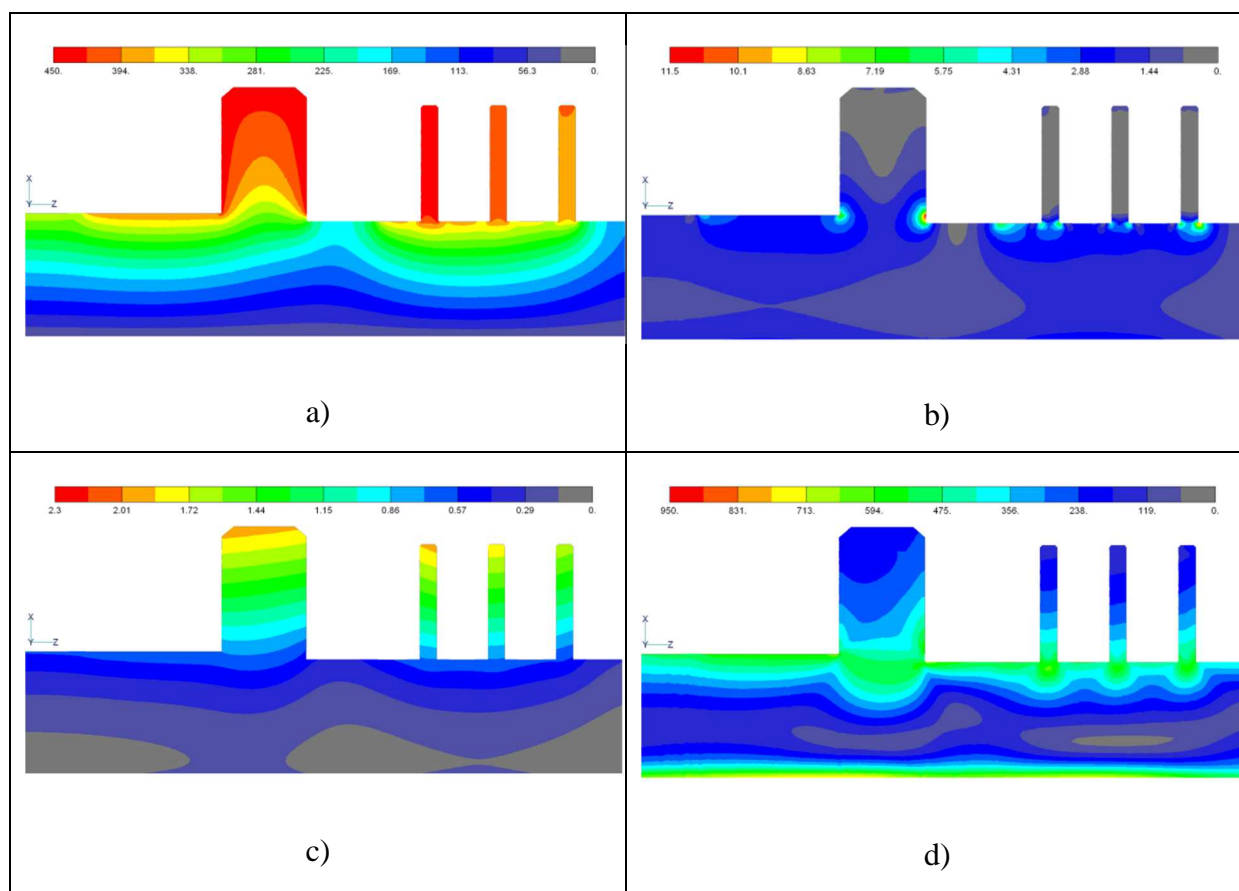 450. 394. 338. 281. 225. 169. 113. 56.3 0.
X
Y Z
a)
11.5 10.1 8.63 7.19 5.75 4.31 2.88 1.44 0.
X
Y Z
b)
2.3 2.01 1.72 1.44 1.15 0.86 0.57 0.29 0.
X
Y Z
c)
950. 831. 713. 594. 475. 356. 238. 119. 0.
X
Y Z
d)